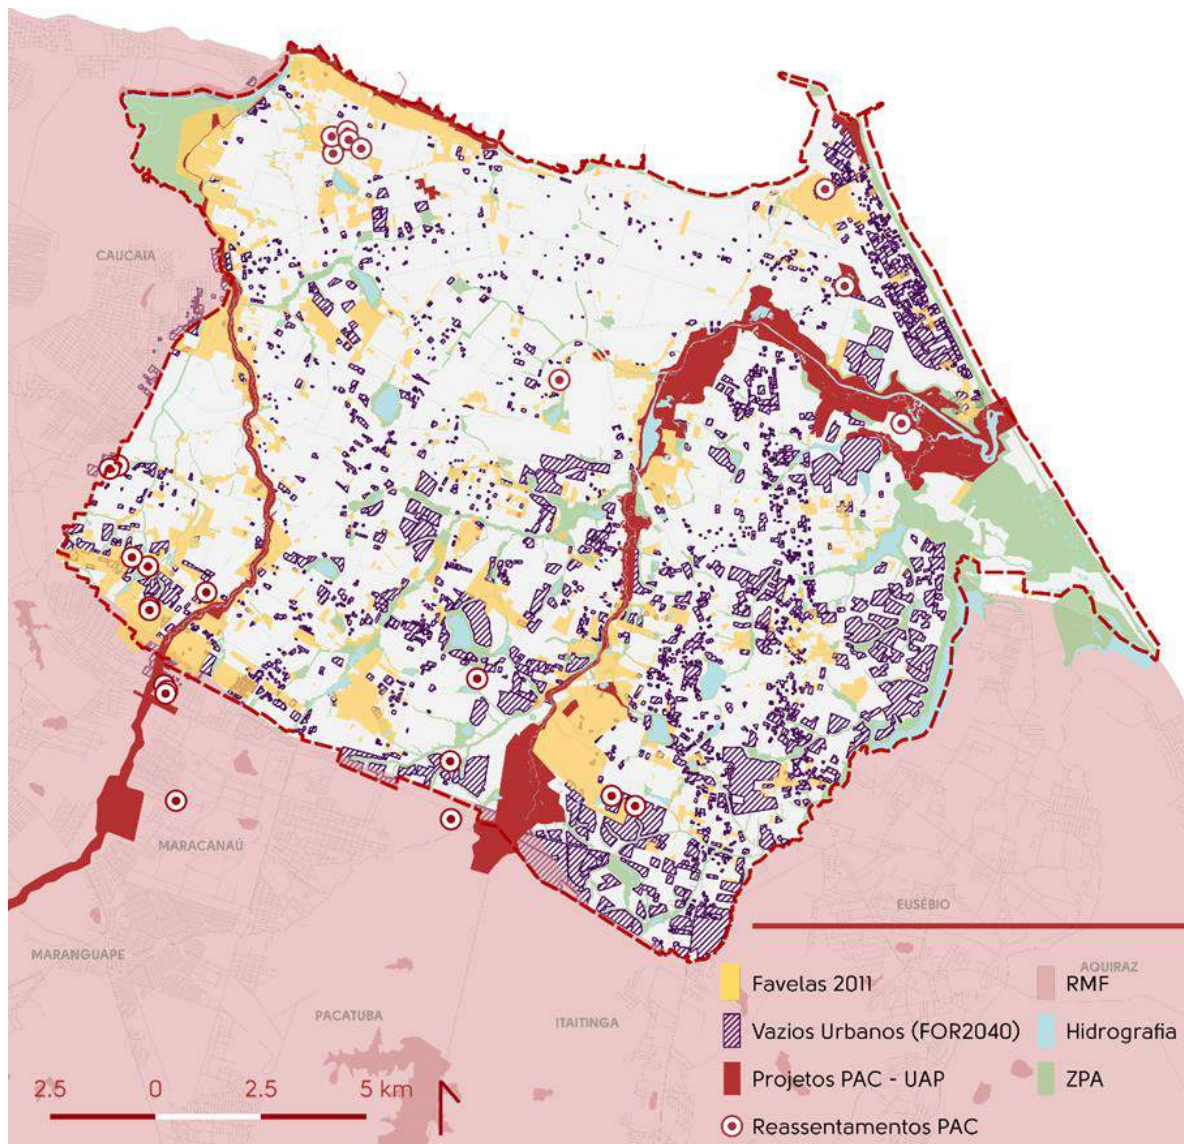 CAUCAIA
MARACANAÚ
EUSÉBIO
MARANGUAPE
AQUIRAZ
PACATUBA
ITAITINGA
Favelas 2011
RMF
Vazios Urbanos (FOR2040)
Hidrografia
Projetos PAC - UAP
ZPA
2.5 0 2.5 5 km
Reassentamentos PAC